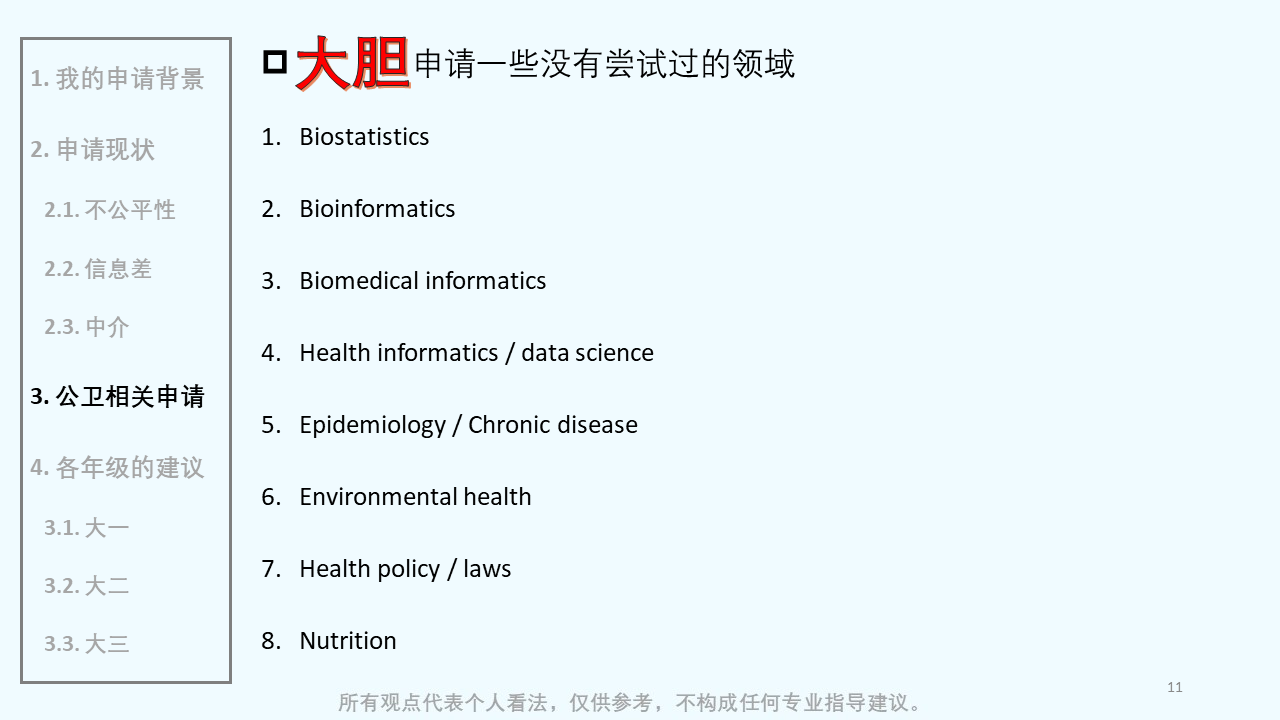 1. 我的申请背景
2. 申请现状
2.1. 不公平性
2.2. 信息差
2.3. 中介
3. 公卫相关申请
4. 各年级的建议
3.1. 大一
3.2. 大二
3.3. 大三
大胆申请一些没有尝试过的领域
1. Biostatistics
2. Bioinformatics
3. Biomedical informatics
4. Health informatics / data science
5. Epidemiology / Chronic disease
6. Environmental health
7. Health policy / laws
8. Nutrition
所有观点代表个人看法，仅供参考，不构成任何专业指导建议。
11